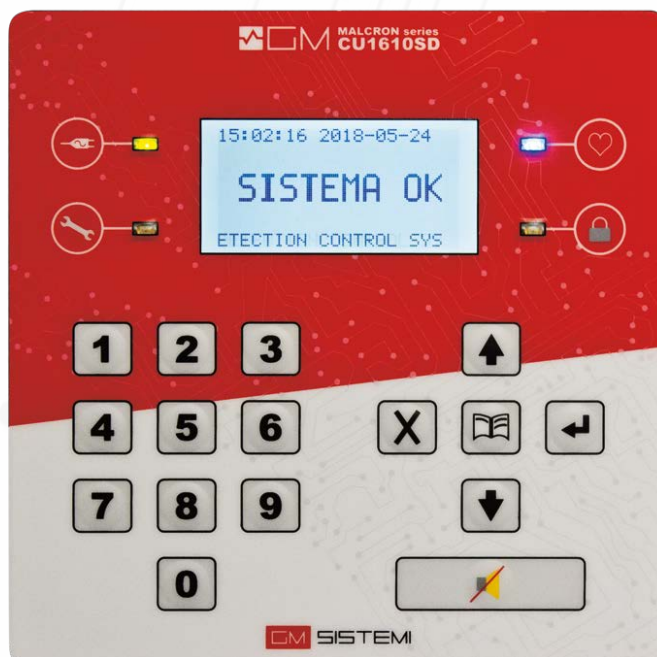 GM MALCRON series
CU1610SD
15:02:16 2018-05-24
SISTEMA OK
ETECTION CONTROL SYS
1 2 3
4 5 6
X
7 8 9
0
GM SISTEMI